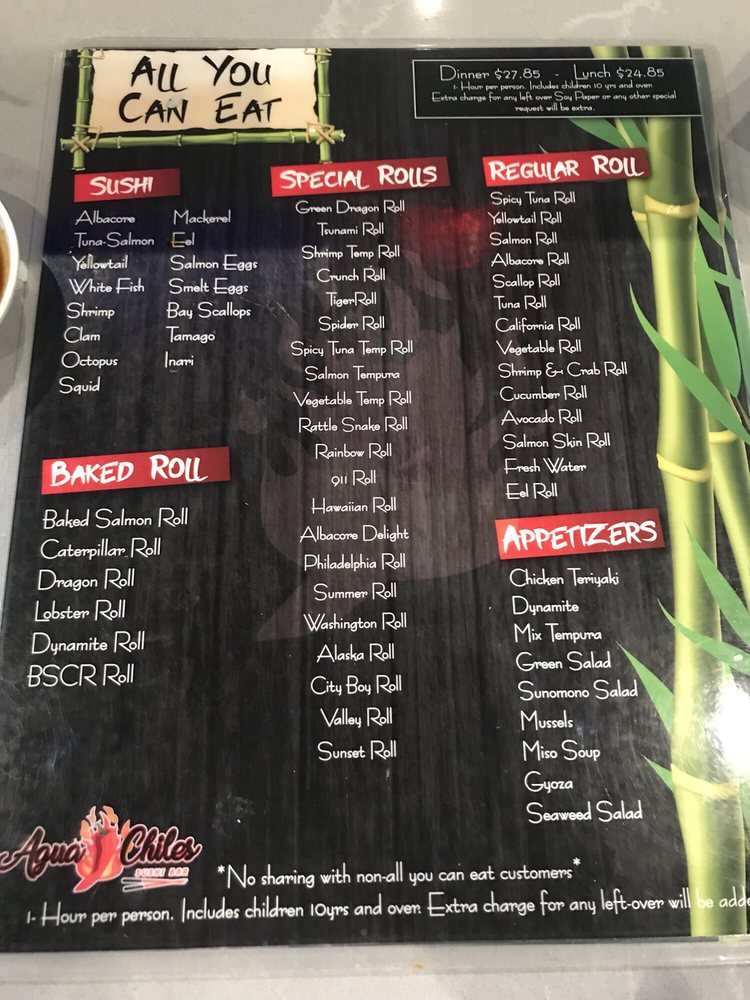 ALL YOU
CAN EAT
Dinner $27.85 - Lunch $24.85
1- Hour per person. Includes children 10 yrs and over
Extra charge for any left over Soy Paper or any other special
request will be extra.
SUSHI
Albacore
Tuna-Salmon
Yellowtail
White Fish
Shrimp
Clam
Octopus
Squid
Mackerel
Eel
Salmon Eggs
Smelt Eggs
Bay Scallops
Tamago
Inari
BAKED ROLL
Baked Salmon Roll
Caterpillar Roll
Dragon Roll
Lobster Roll
Dynamite Roll
BSCR Roll
SPECIAL ROLLS
Green Dragon Roll
Tsunami Roll
Shrimp Temp Roll
Crunch Roll
TigerRoll
Spider Roll
Spicy Tuna Temp Roll
Salmon Tempura
Vegetable Temp Roll
Rattle Snake Roll
Rainbow Roll
911 Roll
Hawaiian Roll
Albacore Delight
Philadelphia Roll
Summer Roll
Washington Roll
Alaska Roll
City Boy Roll
Valley Roll
Sunset Roll
REGULAR ROLL
Spicy Tuna Roll
Yellowtail Roll
Salmon Roll
Albacore Roll
Scallop Roll
Tuna Roll
California Roll
Vegetable Roll
Shrimp & Crab Roll
Cucumber Roll
Avocado Roll
Salmon Skin Roll
Fresh Water
Eel Roll
APPETIZERS
Chicken Teriyaki
Dynamite
Mix Tempura
Green Salad
Sunomono Salad
Mussels
Miso Soup
Gyoza
Seaweed Salad
Agua Chiles
SUSHI BAR
*No sharing with non-all you can eat customers*
1- Hour per person. Includes children 10yrs and over. Extra charge for any left-over will be adde